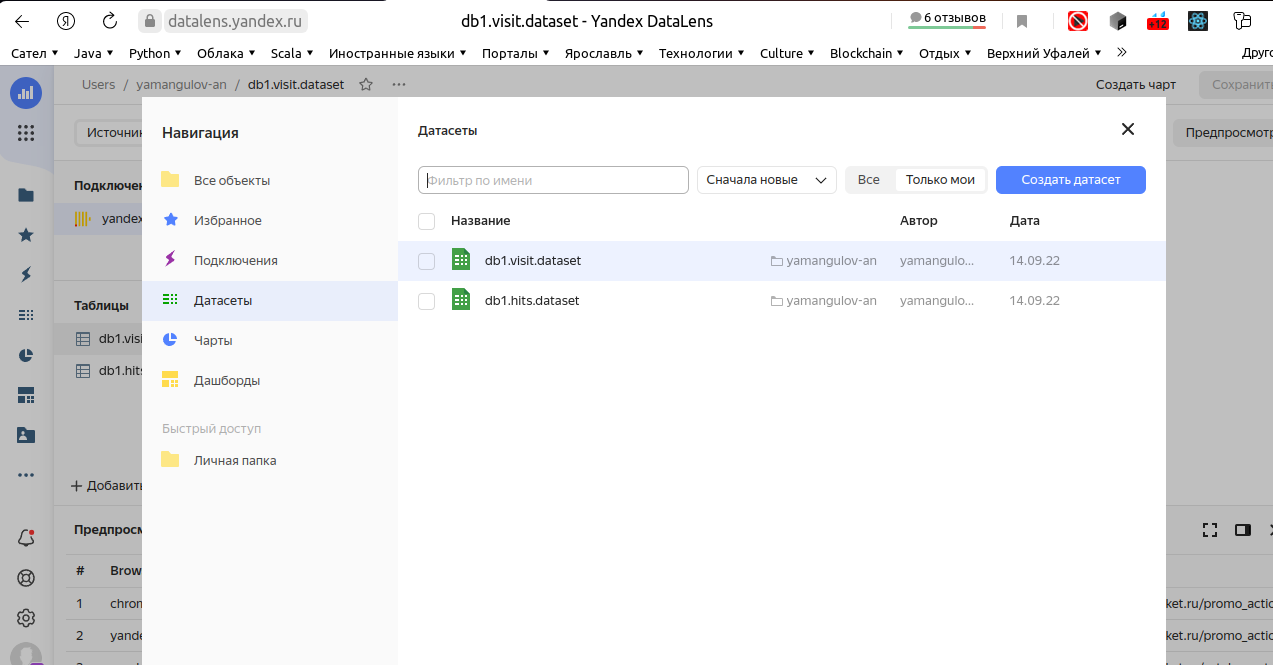 datalens.yandex.ru
db1.visit.dataset - Yandex DataLens
6 отзывов
+12
Сател
Java
Python
Облака
Scala
Иностранные языки
Порталы
Ярославль
Технологии
Culture
Blockchain
Отдых
Верхний Уфалей
»
Друго
Users / yamangulov-an / db1.visit.dataset
Создать чарт
Сохранить
Источник
Предпросмотр
Подключен
yandex
Таблицы
db1.visi
db1.hits
+ Добавить
Предпросм
# Brow
1 chrom
2 yande
ket.ru/promo_actio
ket.ru/promo_actio
Навигация
Все объекты
Избранное
Подключения
Датасеты
Чарты
Дашборды
Быстрый доступ
Личная папка
Датасеты
Фильтр по имени
Сначала новые
Все
Только мои
Создать датасет
Название Автор Дата
db1.visit.dataset yamangulov-an yamangulo... 14.09.22
db1.hits.dataset yamangulov-an yamangulo... 14.09.22